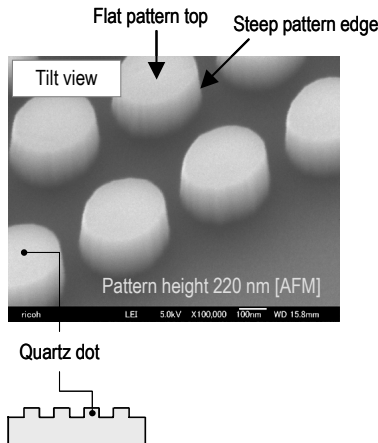 Flat pattern top
Steep pattern edge
Tilt view
Pattern height 220 nm [AFM]
ricoh LEI 5.0kV X100,000 100nm WD 15.8mm
Quartz dot